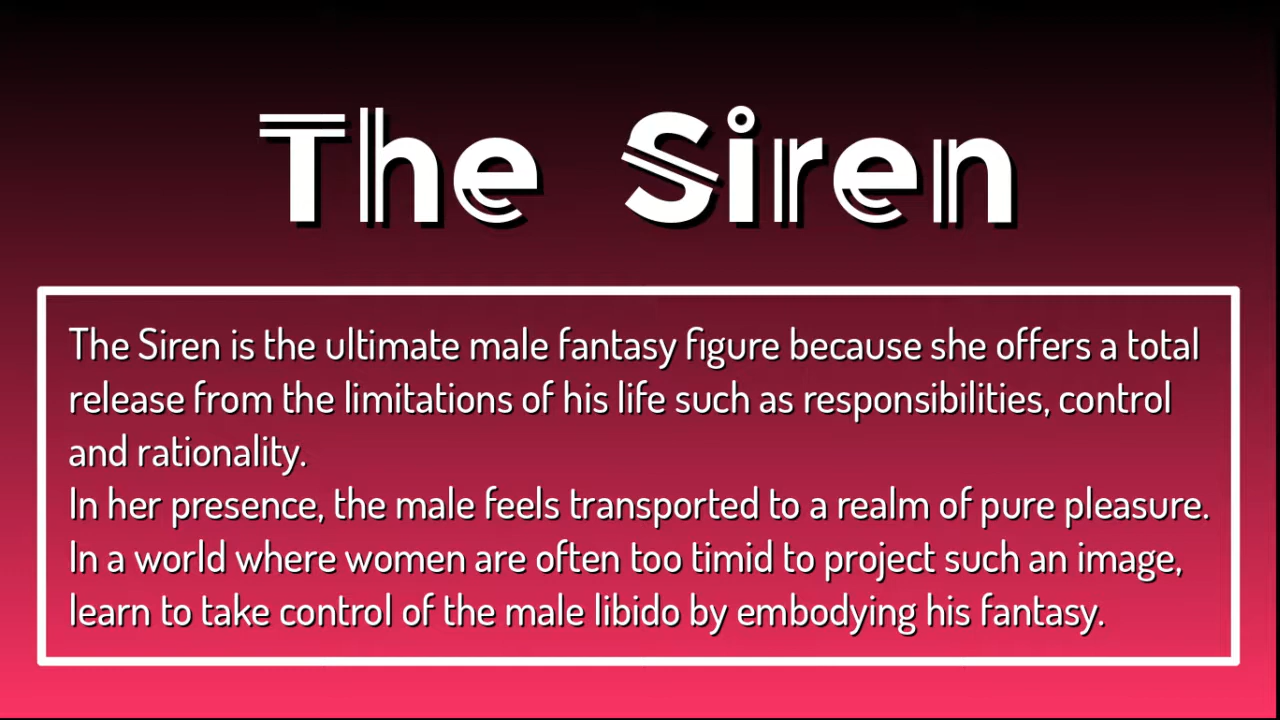 The Siren
The Siren is the ultimate male fantasy figure because she offers a total
release from the limitations of his life such as responsibilities, control
and rationality.
In her presence, the male feels transported to a realm of pure pleasure.
In a world where women are often too timid to project such an image,
learn to take control of the male libido by embodying his fantasy.